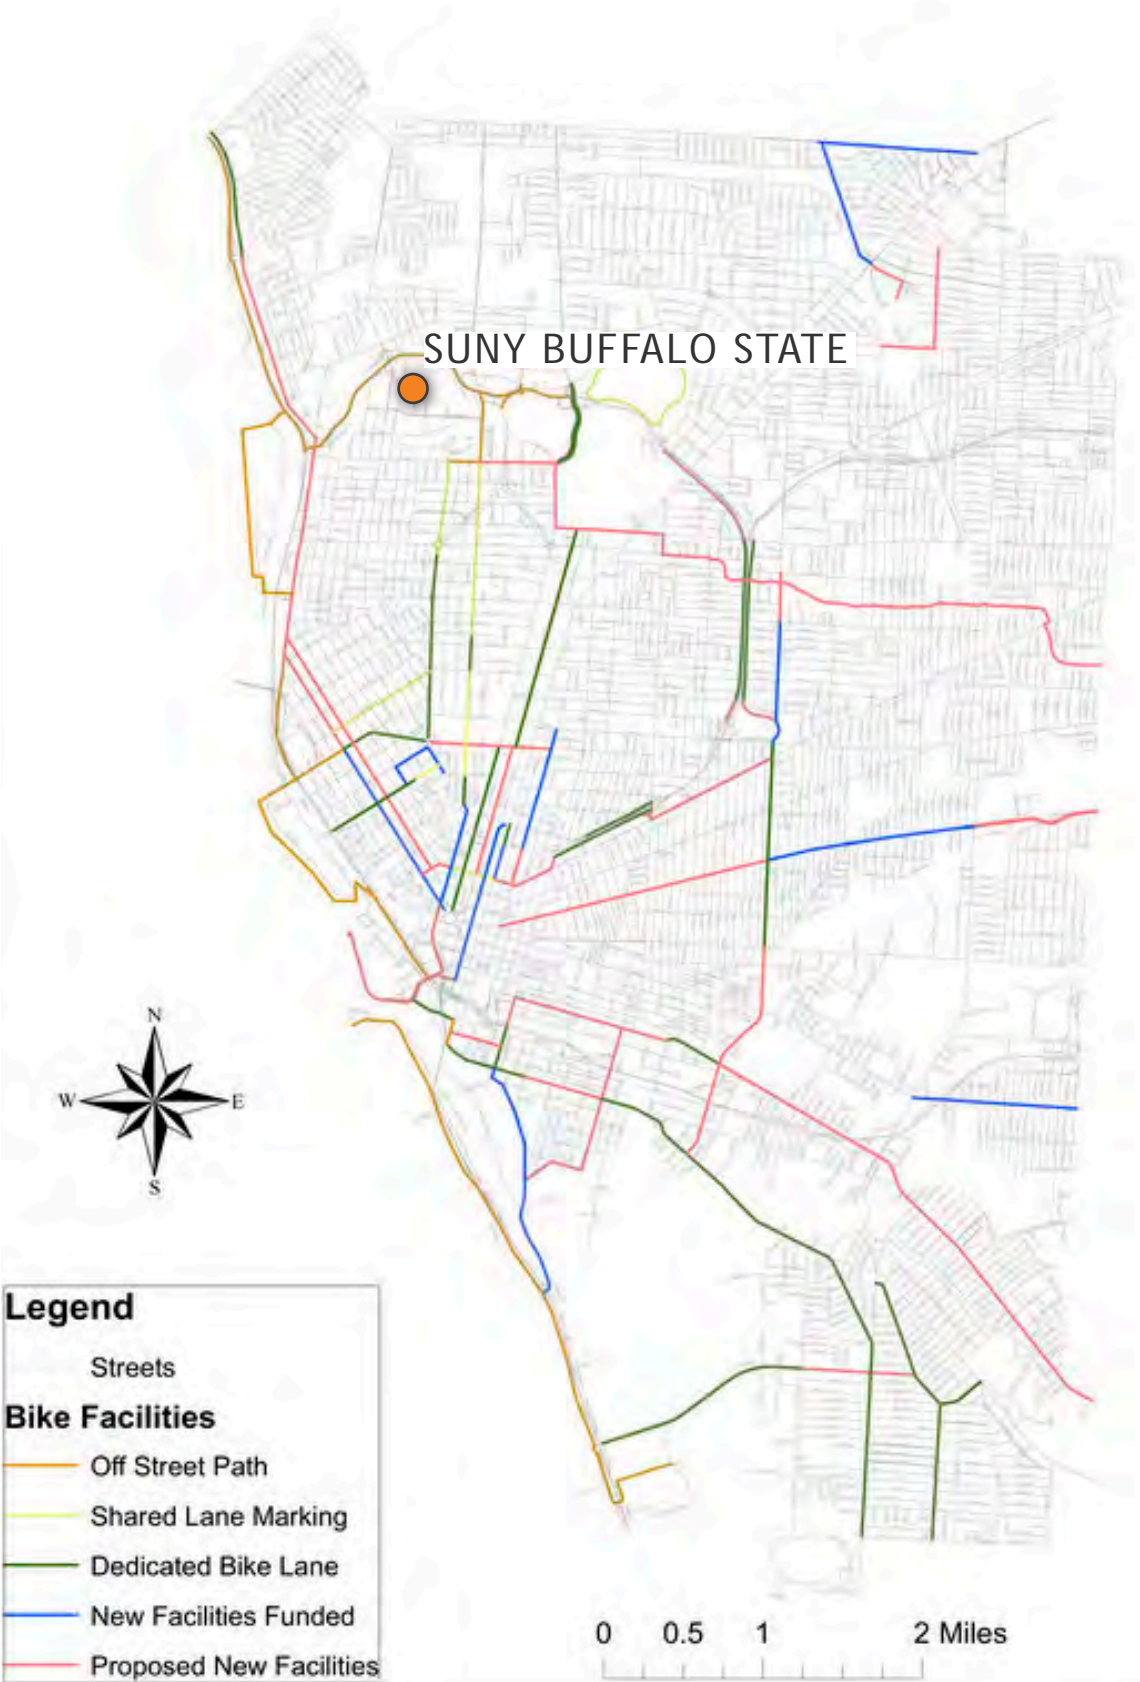 SUNY BUFFALO STATE
N
W
E
S
Legend
Streets
Bike Facilities
Off Street Path
Shared Lane Marking
Dedicated Bike Lane
New Facilities Funded
Proposed New Facilities
0 0.5 1 2 Miles